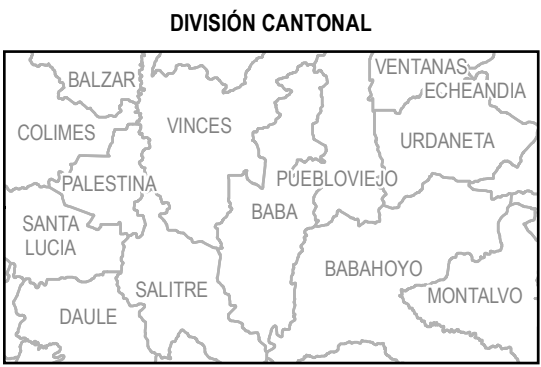 DIVISIÓN CANTONAL
VENTANAS
BALZAR
ECHEANDIA
COLIMES
VINCES
URDANETA
PALESTINA
PUEBLOVIEJO
BABA
SANTA
LUCIA
BABAHOYO
SALITRE
MONTALVO
DAULE